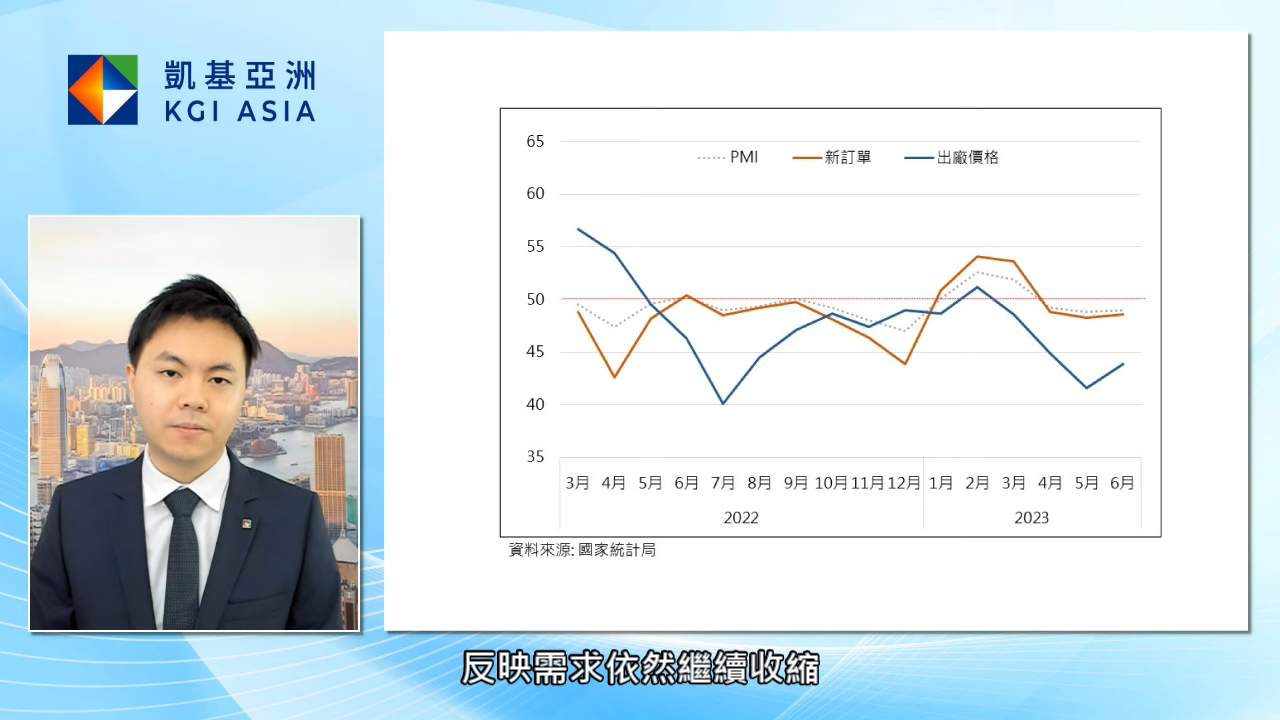 凱基亞洲
KGI ASIA
PMI 新訂單 出廠價格
65
60
55
50
45
40
35
3月 4月 5月 6月 7月 8月 9月 10月 11月 12月 1月 2月 3月 4月 5月 6月
2022 2023
資料來源: 國家統計局
反映需求依然繼續收縮